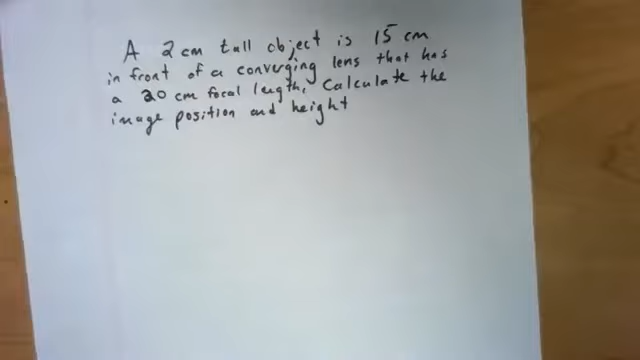 A 2 cm tall object is 15 cm
in front of a converging lens that has
a 20 cm focal length. Calculate the
image position and height